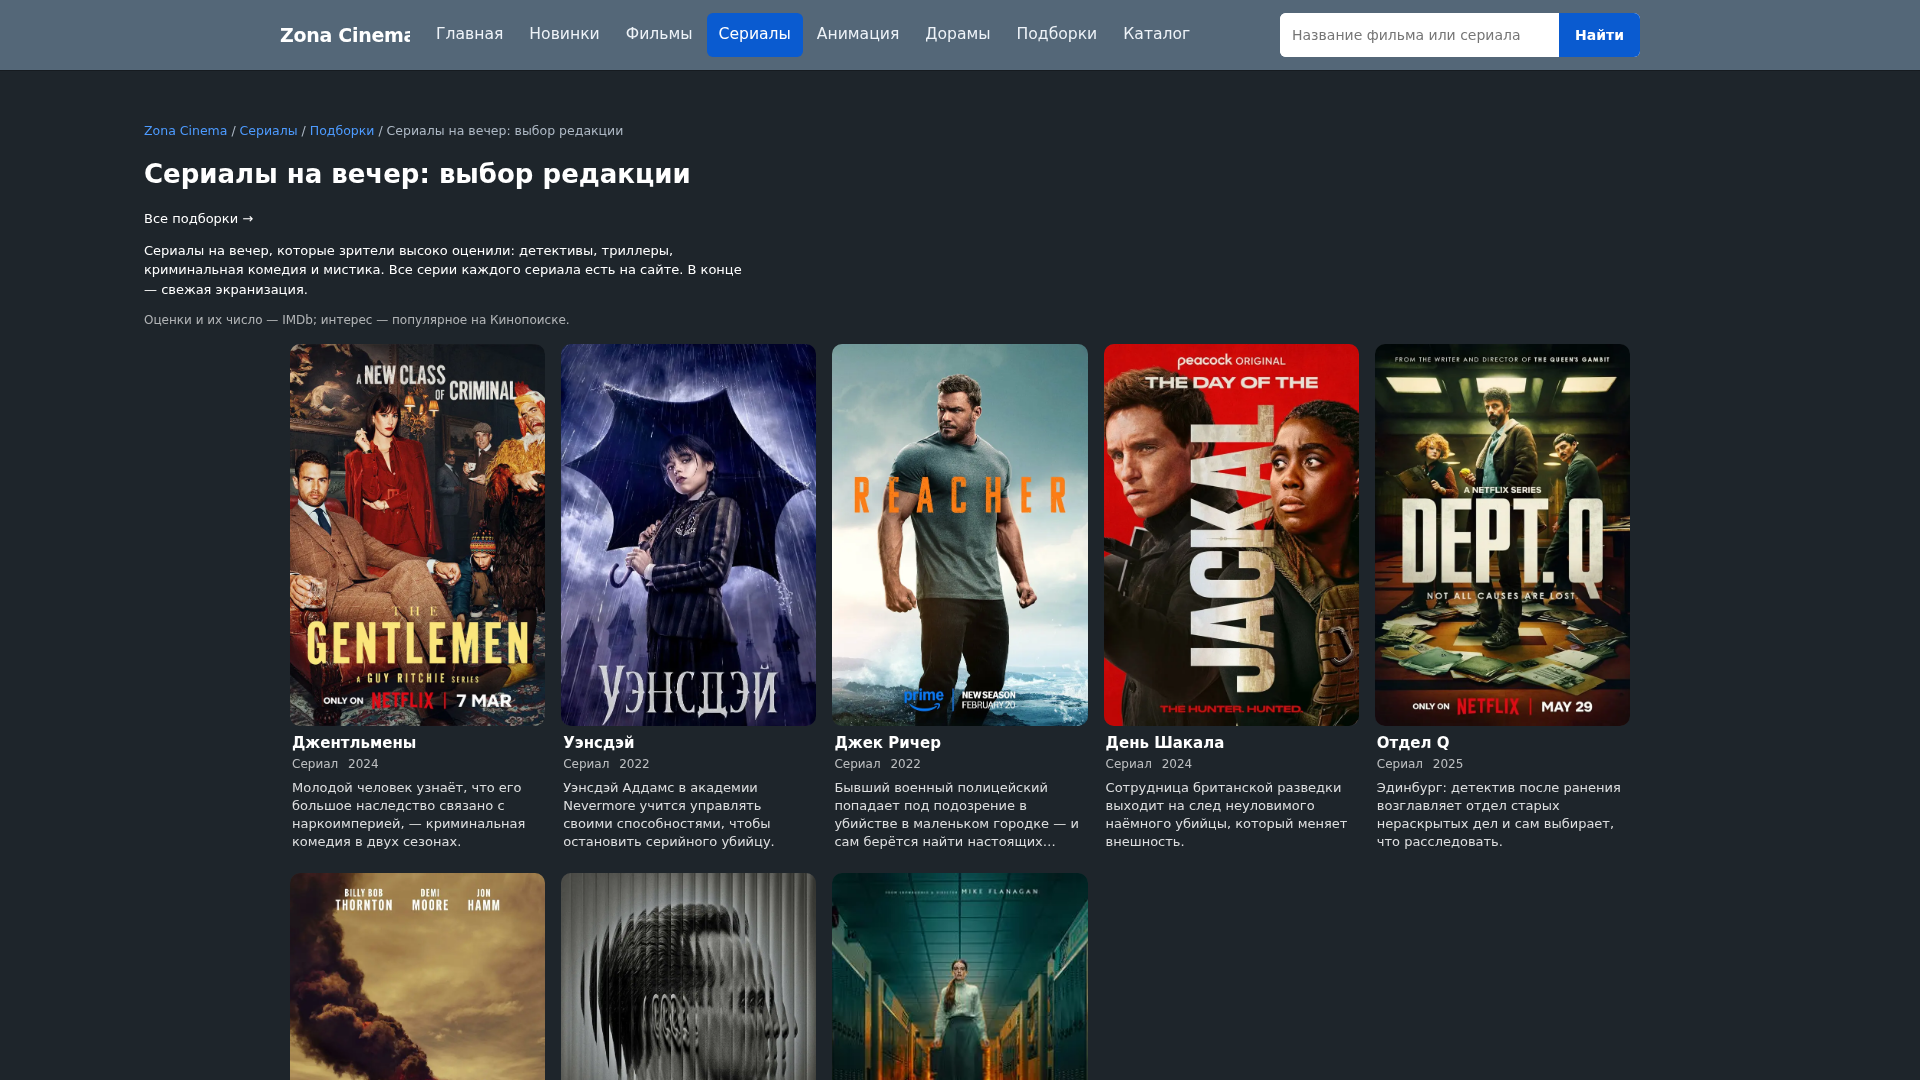 Zona Cinema
Главная
Новинки
Фильмы
Сериалы
Анимация
Дорамы
Подборки
Каталог
Название фильма или сериала
Найти
Zona Cinema / Сериалы / Подборки / Сериалы на вечер: выбор редакции
Сериалы на вечер: выбор редакции
Все подборки →
Сериалы на вечер, которые зрители высоко оценили: детективы, триллеры,
криминальная комедия и мистика. Все серии каждого сериала есть на сайте. В конце
— свежая экранизация.
Оценки и их число — IMDb; интерес — популярное на Кинопоиске.
A NEW CLASS
OF CRIMINAL
THE
GENTLEMEN
A GUY RITCHIE SERIES
ONLY ON NETFLIX | 7 MAR
Джентльмены
Сериал 2024
Молодой человек узнаёт, что его
большое наследство связано с
наркоимперией, — криминальная
комедия в двух сезонах.
УЭНСДЭЙ
Уэнсдэй
Сериал 2022
Уэнсдэй Аддамс в академии
Nevermore учится управлять
своими способностями, чтобы
остановить серийного убийцу.
REACHER
prime | NEW SEASON
FEBRUARY 20
Джек Ричер
Сериал 2022
Бывший военный полицейский
попадает под подозрение в
убийстве в маленьком городке — и
сам берётся найти настоящих...
peacock ORIGINAL
THE DAY OF THE
JACKAL
THE HUNTER. HUNTED.
День Шакала
Сериал 2024
Сотрудница британской разведки
выходит на след неуловимого
наёмного убийцы, который меняет
внешность.
FROM THE WRITER AND DIRECTOR OF THE QUEEN'S GAMBIT
A NETFLIX SERIES
DEPT. Q
NOT ALL CAUSES ARE LOST
ONLY ON NETFLIX | MAY 29
Отдел Q
Сериал 2025
Эдинбург: детектив после ранения
возглавляет отдел старых
нераскрытых дел и сам выбирает,
что расследовать.
BILLY BOB
THORNTON
DEMI
MOORE
JON
HAMM
MIKE FLANAGAN